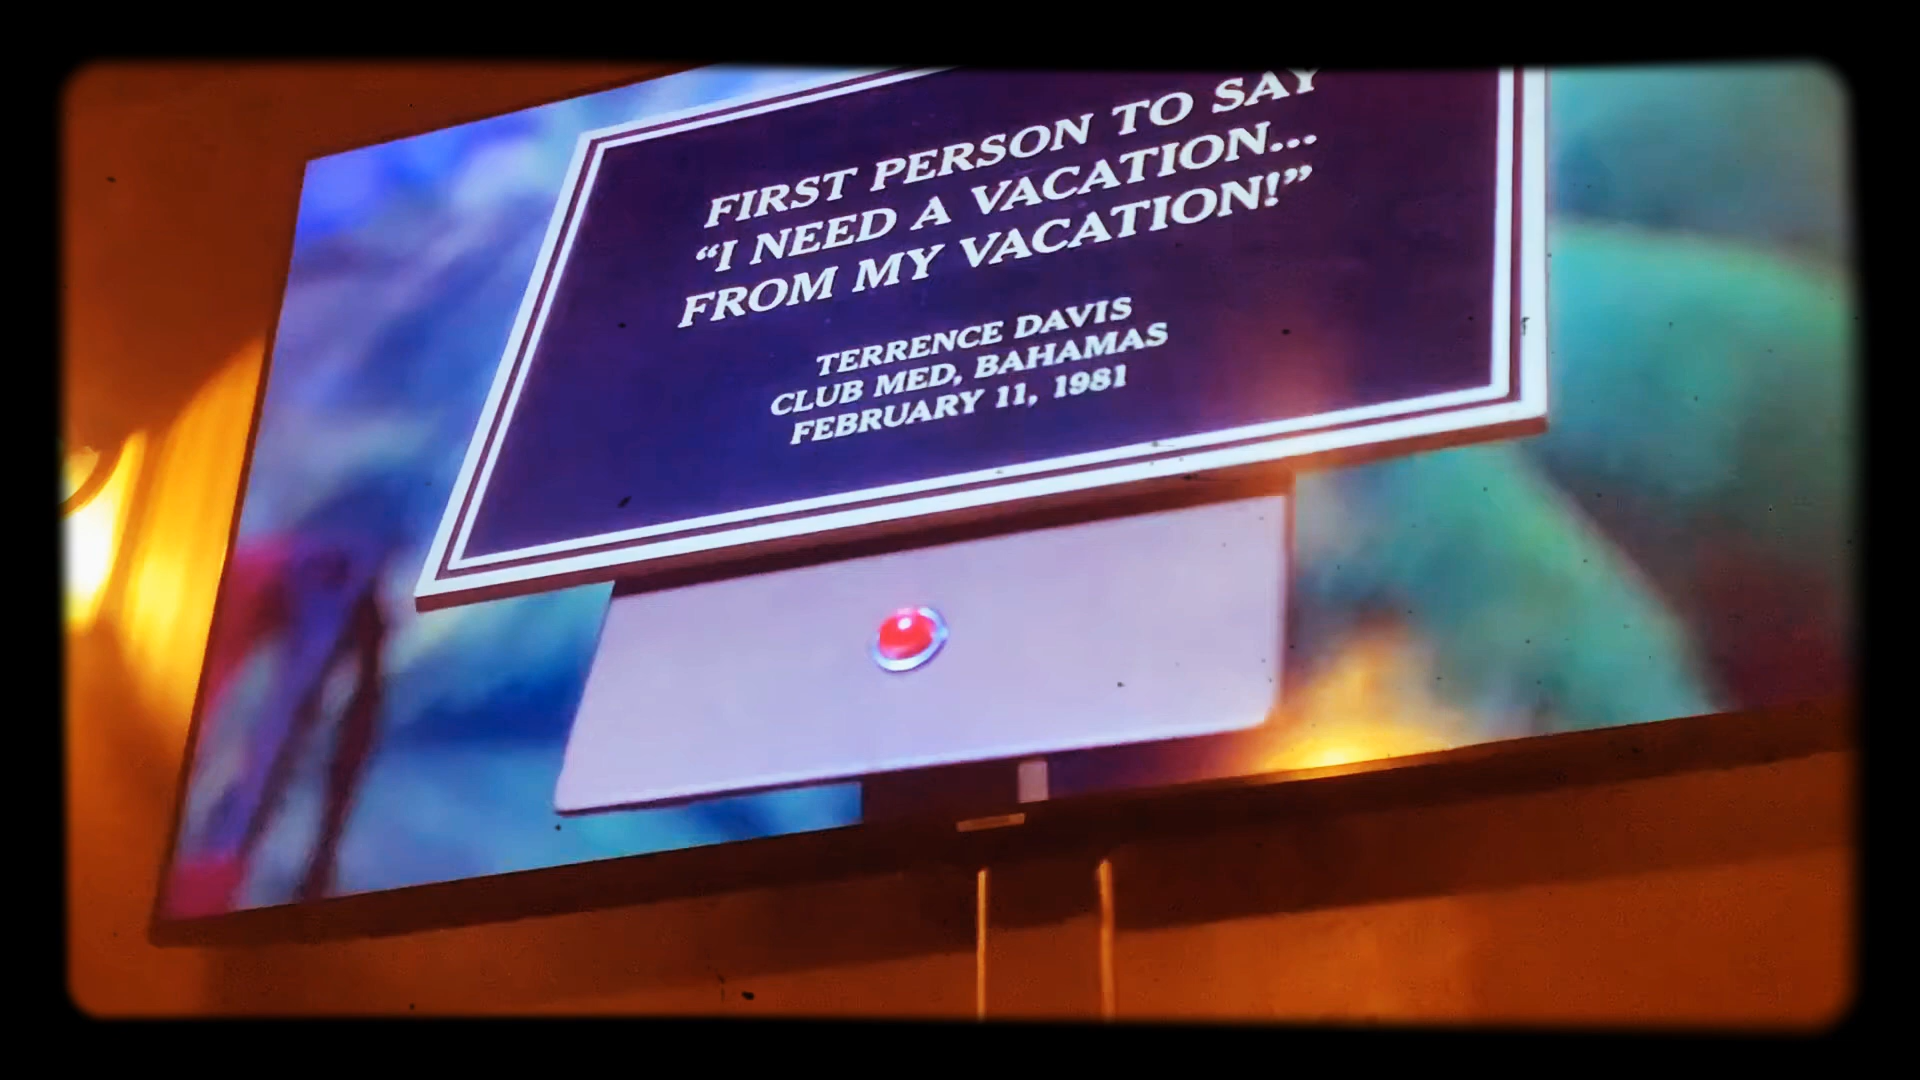 FIRST PERSON TO SAY
“I NEED A VACATION...
FROM MY VACATION!”
TERRENCE DAVIS
CLUB MED, BAHAMAS
FEBRUARY 11, 1981